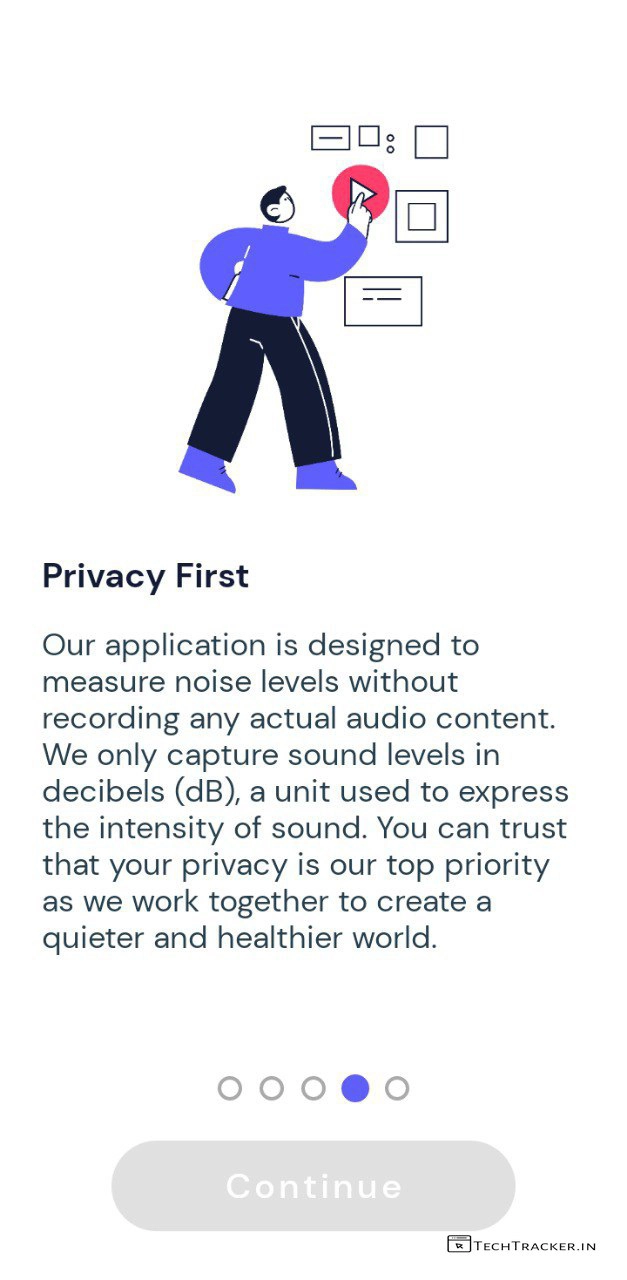 Privacy First
Our application is designed to
measure noise levels without
recording any actual audio content.
We only capture sound levels in
decibels (dB), a unit used to express
the intensity of sound. You can trust
that your privacy is our top priority
as we work together to create a
quieter and healthier world.
Continue
TECHTRACKER.IN